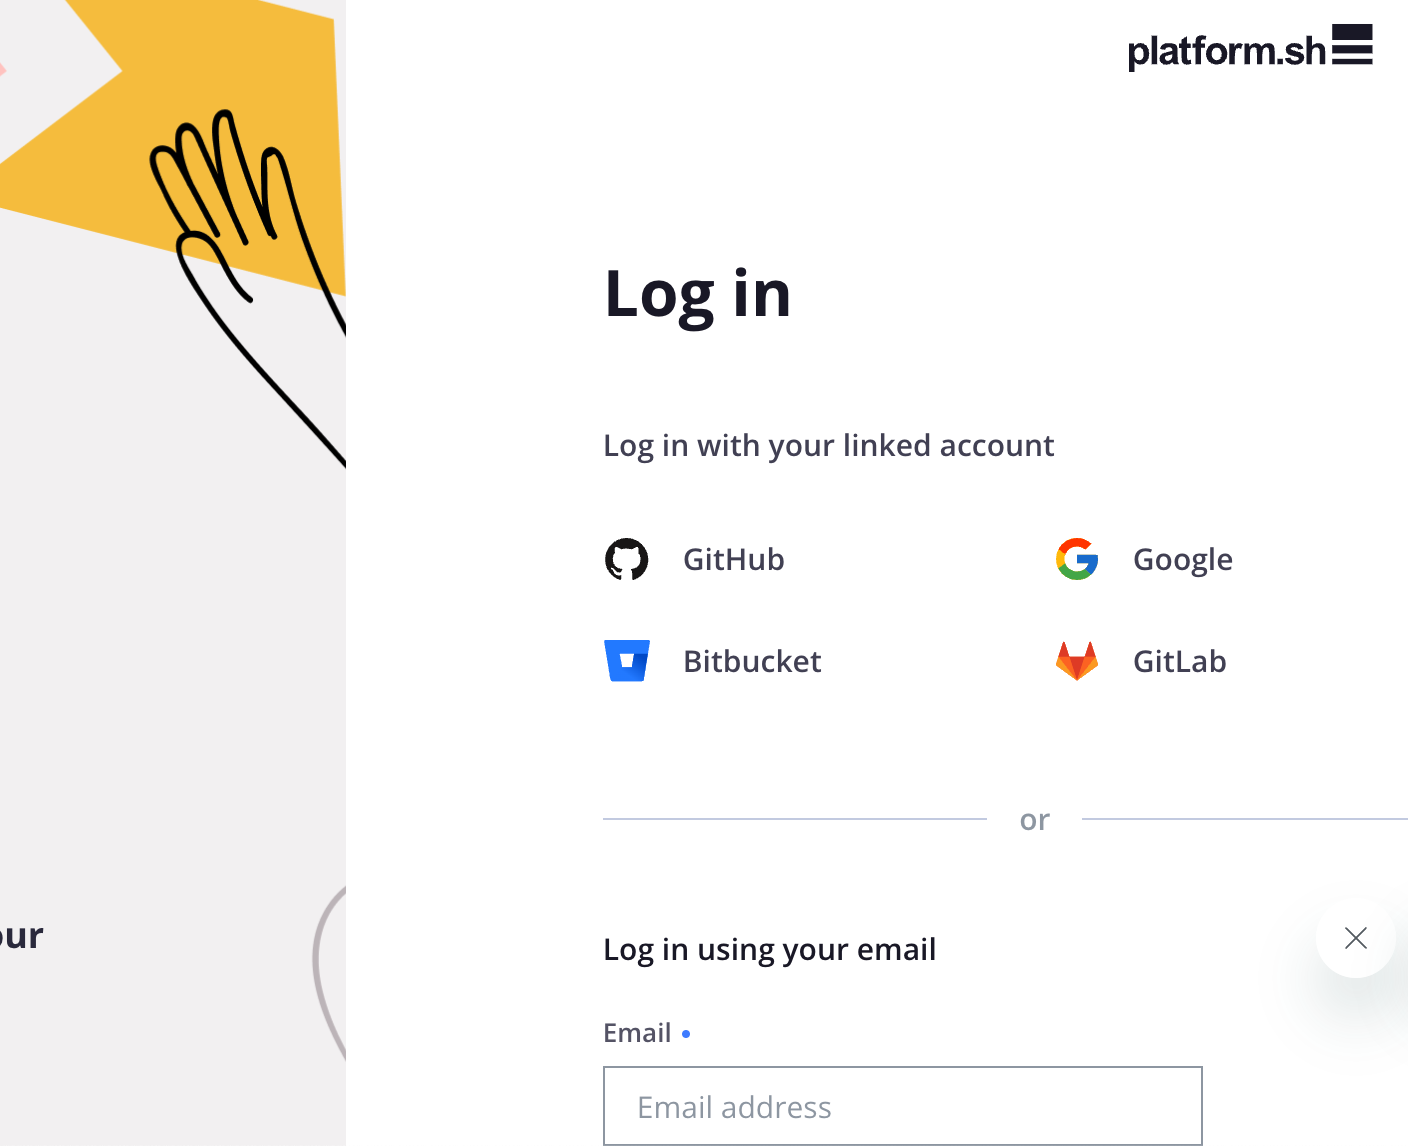 platform.sh
Log in
Log in with your linked account
GitHub
Google
Bitbucket
GitLab
or
Log in using your email
Email
Email address